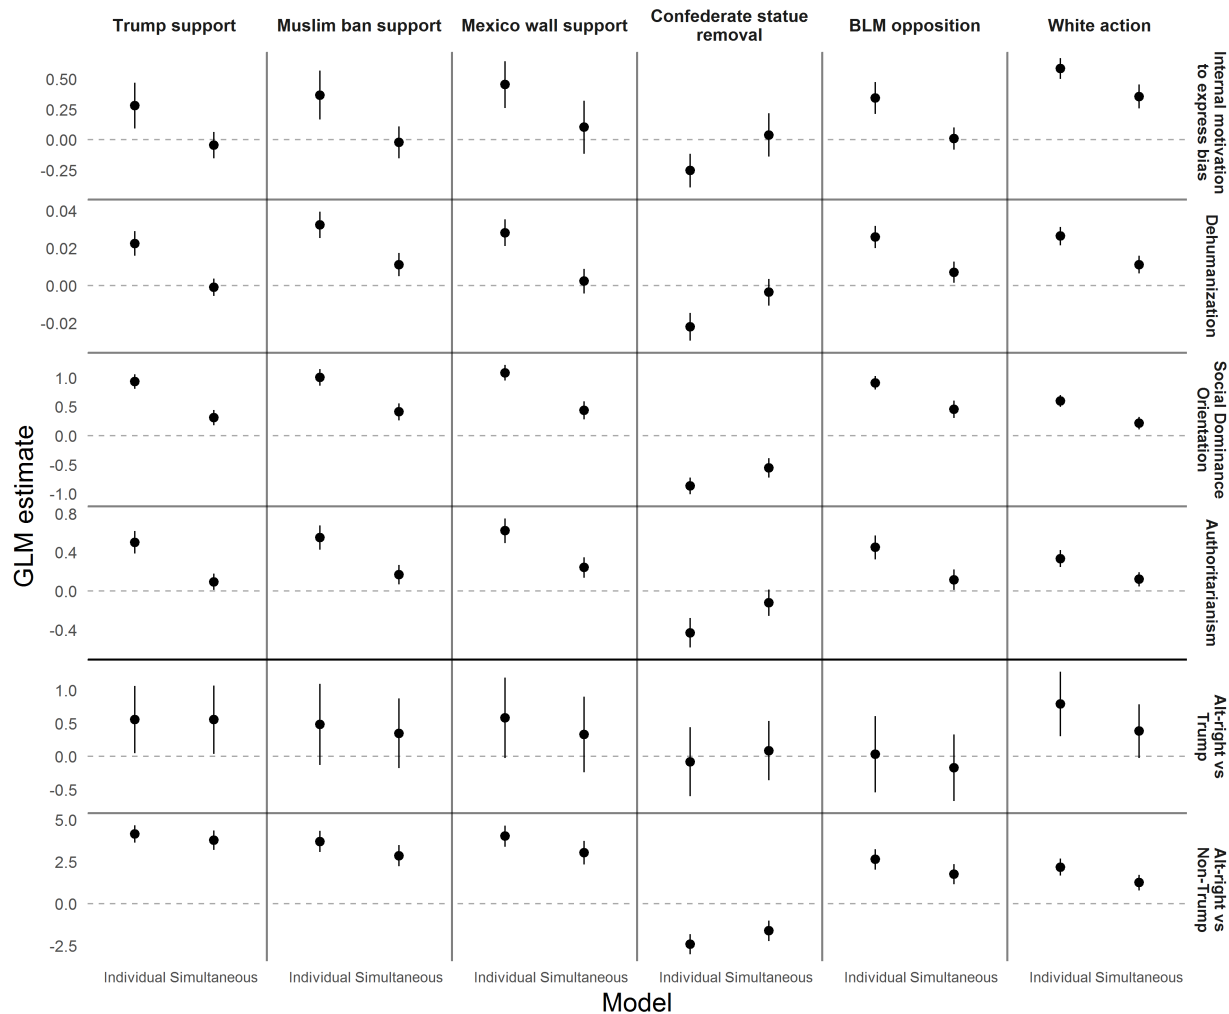 Trump support
Muslim ban support
Mexico wall support
Confederate statue
removal
BLM opposition
White action
0.50
0.25
0.00
-0.25
Internal motivation
to express bias
0.04
0.02
0.00
-0.02
Dehumanization
1.0
0.5
0.0
-0.5
-1.0
Social Dominance
Orientation
0.8
0.4
0.0
-0.4
Authoritarianism
1.0
0.5
0.0
-0.5
Alt-right vs
Trump
5.0
2.5
0.0
-2.5
Alt-right vs
Non-Trump
GLM estimate
Individual Simultaneous
Individual Simultaneous
Individual Simultaneous
Individual Simultaneous
Individual Simultaneous
Individual Simultaneous
Model